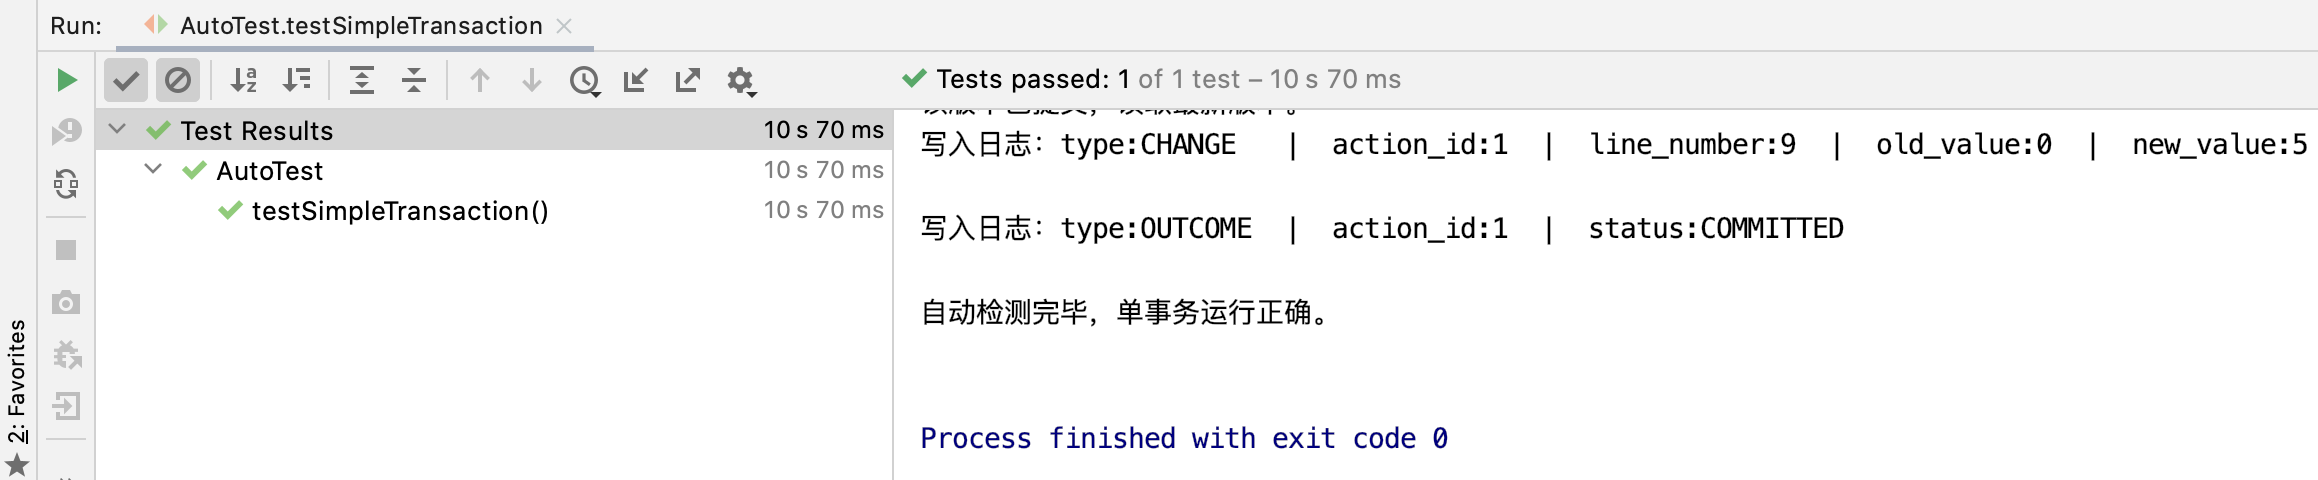 Run: AutoTest.testSimpleTransaction
Tests passed: 1 of 1 test – 10 s 70 ms
Test Results 10 s 70 ms
AutoTest 10 s 70 ms
testSimpleTransaction() 10 s 70 ms
写入日志：type:CHANGE | action_id:1 | line_number:9 | old_value:0 | new_value:5
写入日志：type:OUTCOME | action_id:1 | status:COMMITTED
自动检测完毕，单事务运行正确。
Process finished with exit code 0
2: Favorites